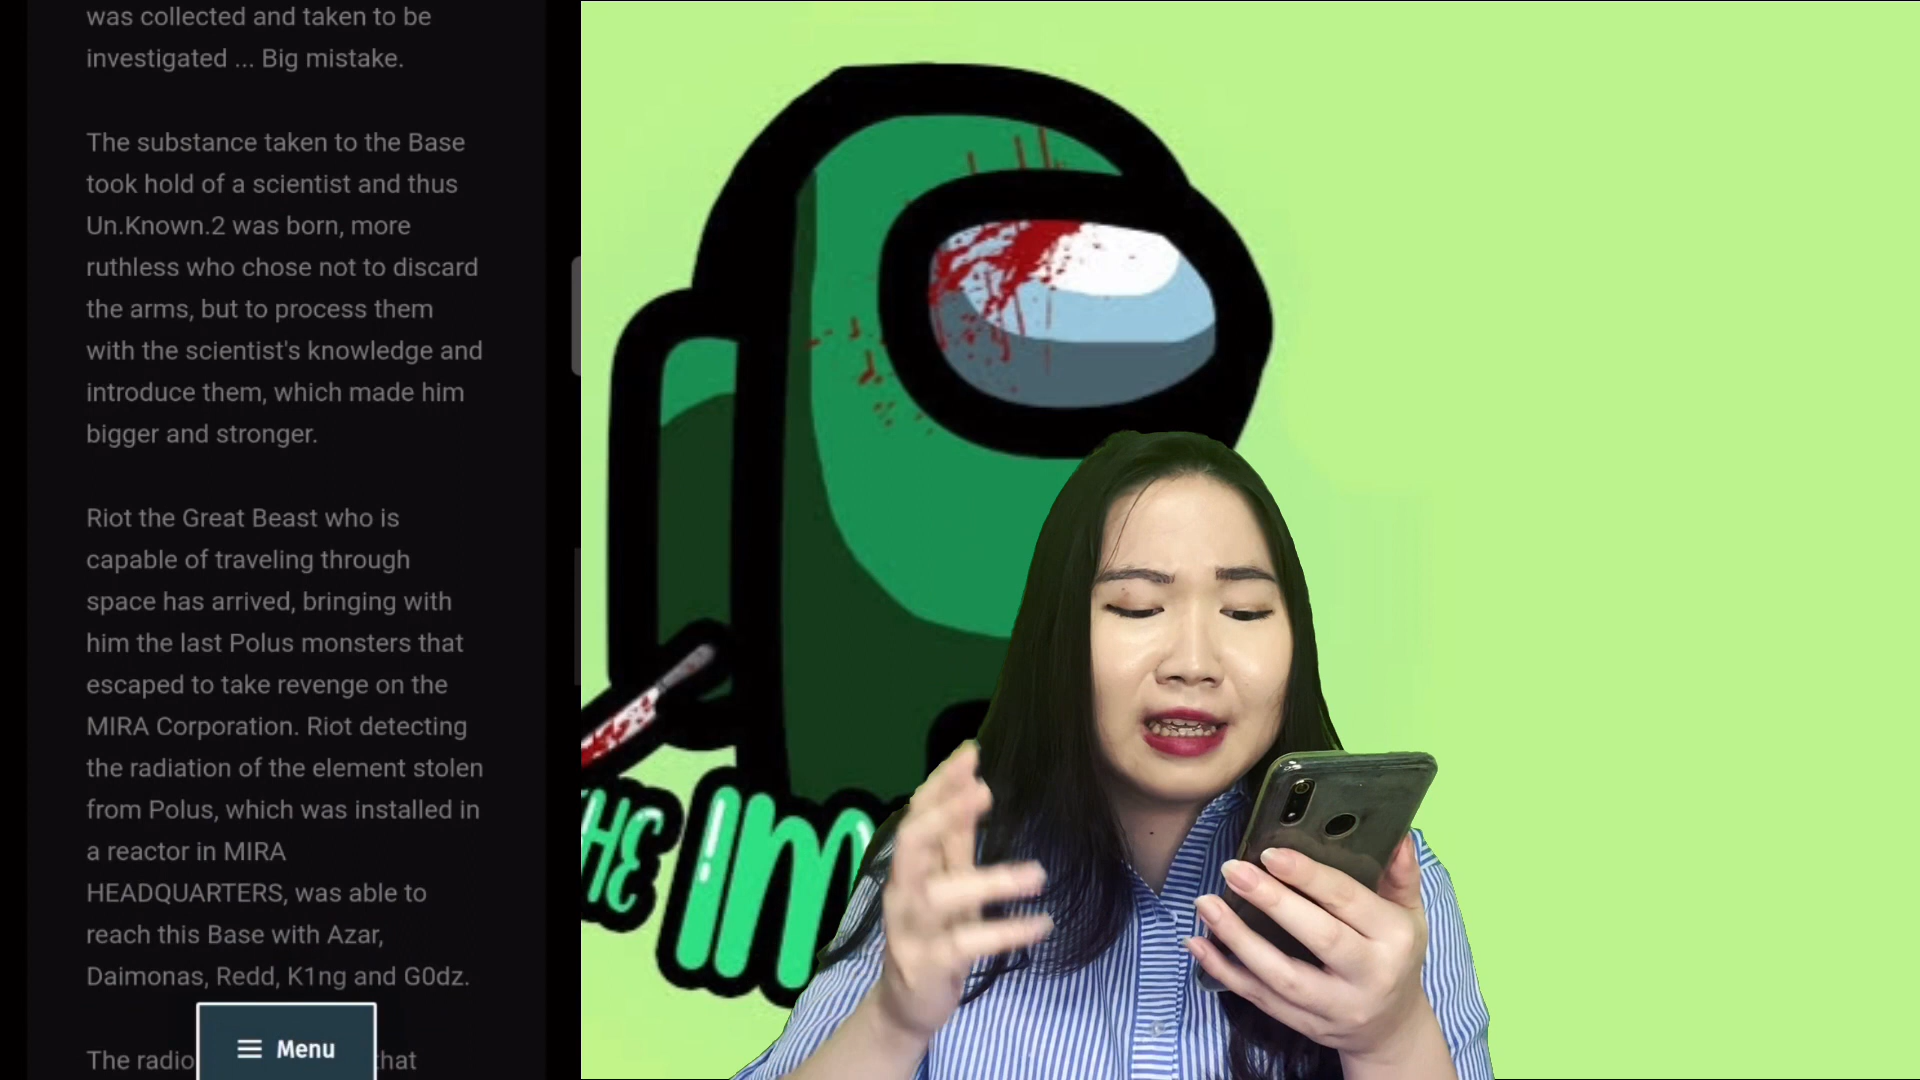 was collected and taken to be
investigated ... Big mistake.
The substance taken to the Base
took hold of a scientist and thus
Un.Known.2 was born, more
ruthless who chose not to discard
the arms, but to process them
with the scientist's knowledge and
introduce them, which made him
bigger and stronger.
Riot the Great Beast who is
capable of traveling through
space has arrived, bringing with
him the last Polus monsters that
escaped to take revenge on the
MIRA Corporation. Riot detecting
the radiation of the element stolen
from Polus, which was installed in
a reactor in MIRA
HEADQUARTERS, was able to
reach this Base with Azar,
Daimonas, Redd, K1ng and G0dz.
Menu
The
that